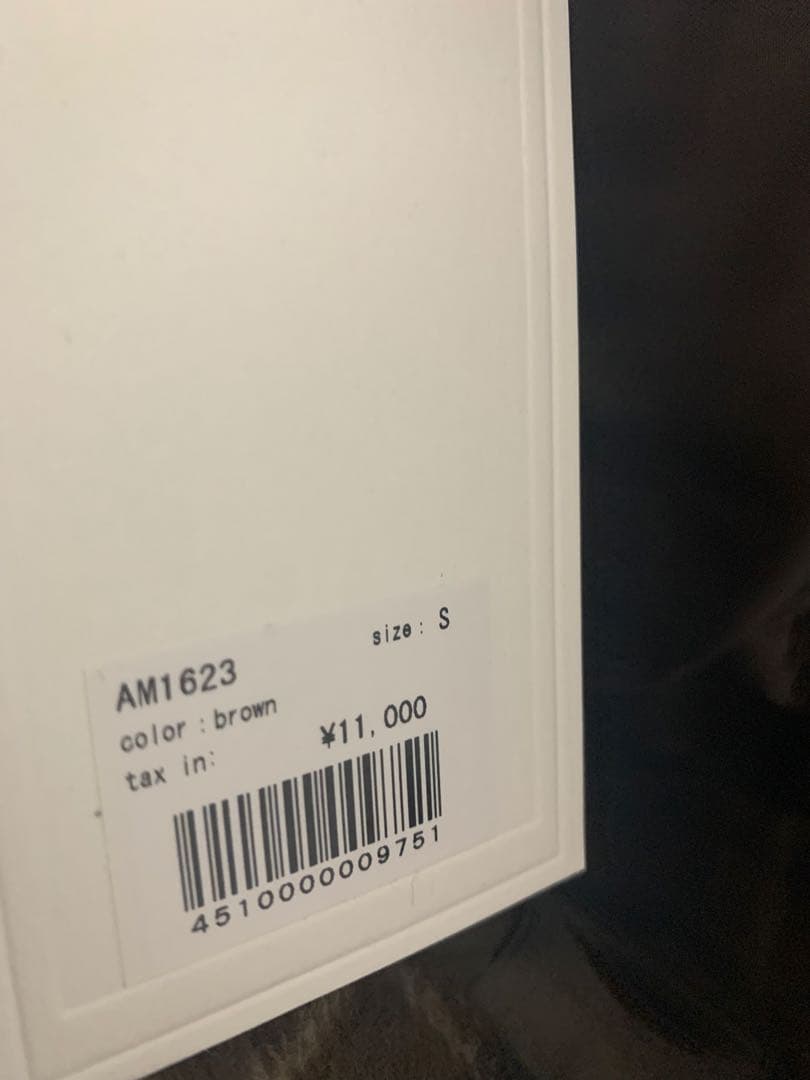 size: S
AM1623
color :brown
tax in: ¥11,000
4510000009751